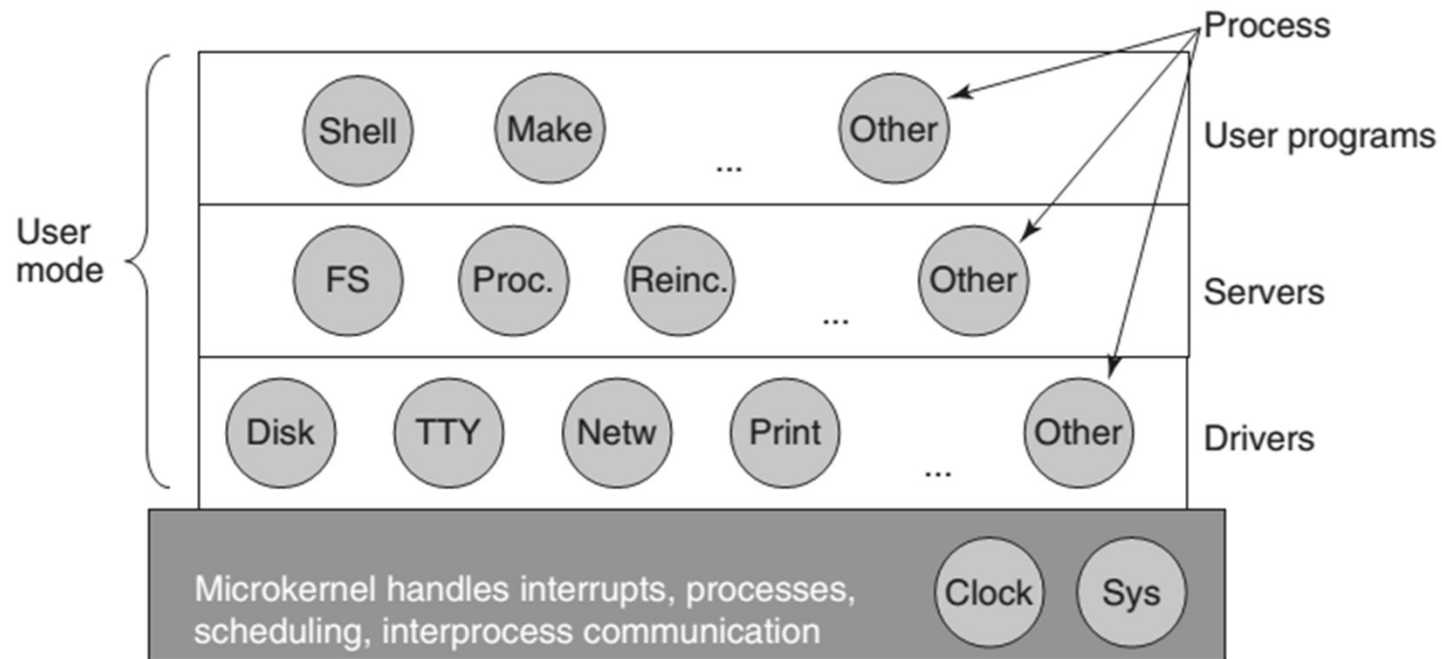 Process
Shell
Make
...
Other
User programs
User
mode
FS
Proc.
Reinc.
...
Other
Servers
Disk
TTY
Netw
Print
...
Other
Drivers
Microkernel handles interrupts, processes,
scheduling, interprocess communication
Clock
Sys